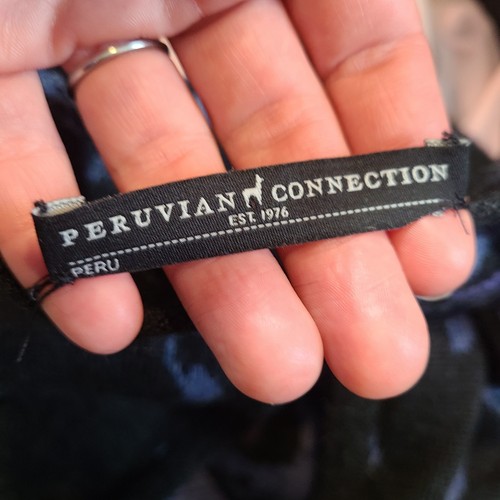 PERUVIAN CONNECTION
EST. 1976
PERU